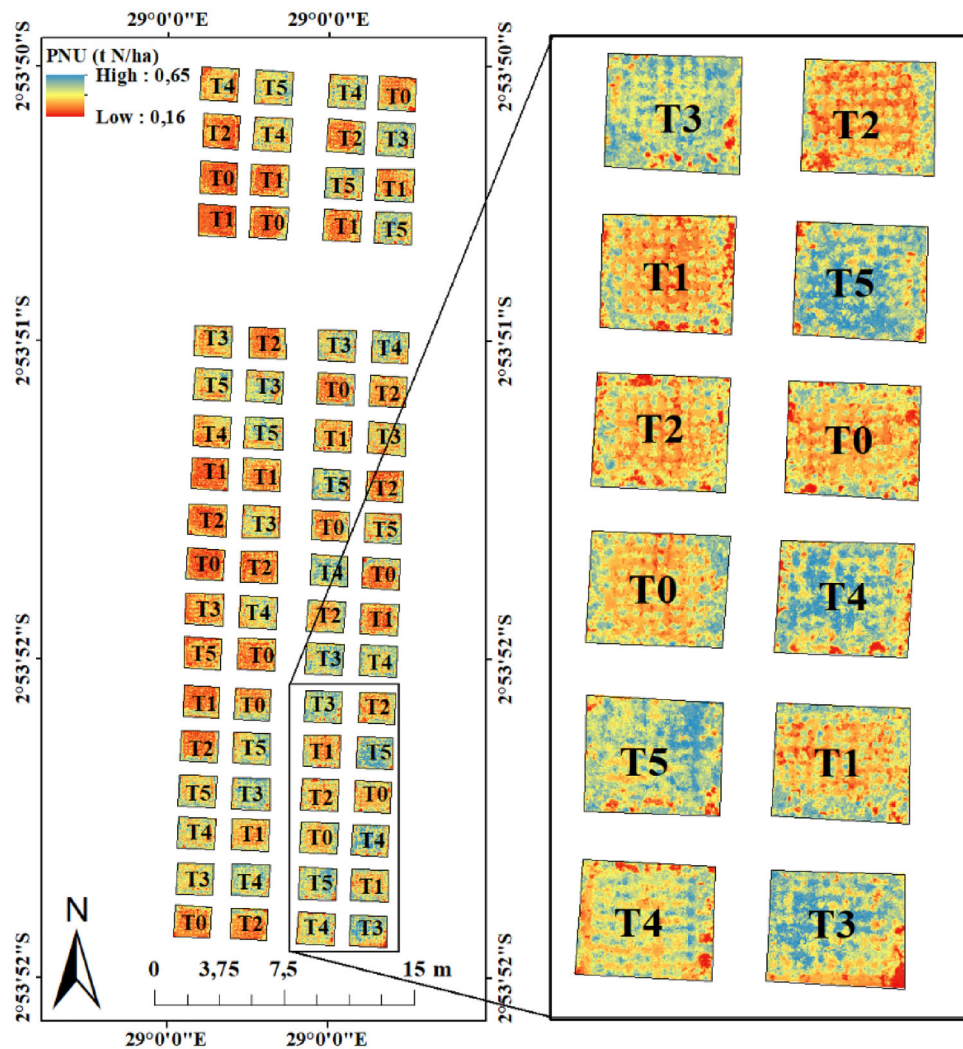 29°0'0"E 29°0'0"E
2°53'50"S 2°53'50"S
PNU (t N/ha)
High : 0,65
Low : 0,16
T4 T5 T4 T0
T2 T4 T2 T3
T0 T1 T5 T1
T1 T0 T1 T5
2°53'51"S 2°53'51"S
T3 T2 T3 T4
T5 T3 T0 T2
T4 T5 T1 T3
T1 T1 T5 T2
T2 T3 T0 T5
T0 T2 T4 T0
T3 T4 T2 T1
T5 T0 T3 T4
2°53'52"S 2°53'52"S
T1 T0 T3 T2
T2 T5 T1 T5
T5 T3 T2 T0
T4 T1 T0 T4
T3 T4 T5 T1
T0 T2 T4 T3
N
0 3,75 7,5 15 m
2°53'52"S 2°53'52"S
29°0'0"E 29°0'0"E
T3 T2
T1 T5
T2 T0
T0 T4
T5 T1
T4 T3